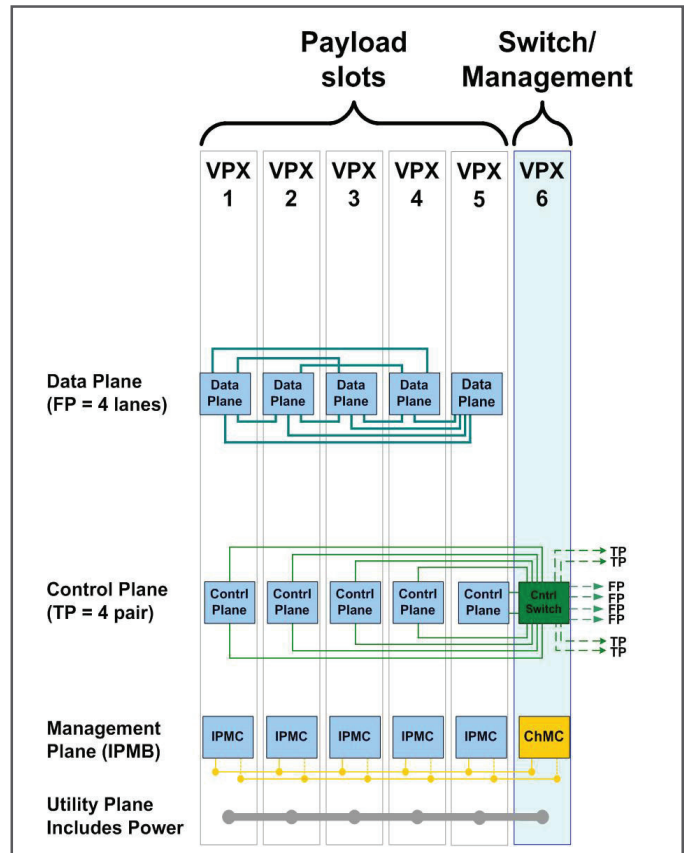 Payload
slots
Switch/
Management
VPX
1
VPX
2
VPX
3
VPX
4
VPX
5
VPX
6
Data Plane
(FP = 4 lanes)
Data
Plane
Data
Plane
Data
Plane
Data
Plane
Data
Plane
Control Plane
(TP = 4 pair)
Contrl
Plane
Contrl
Plane
Contrl
Plane
Contrl
Plane
Contrl
Plane
Cntrl
Switch
TP
TP
FP
FP
FP
FP
TP
TP
Management
Plane (IPMB)
IPMC
IPMC
IPMC
IPMC
IPMC
ChMC
Utility Plane
Includes Power